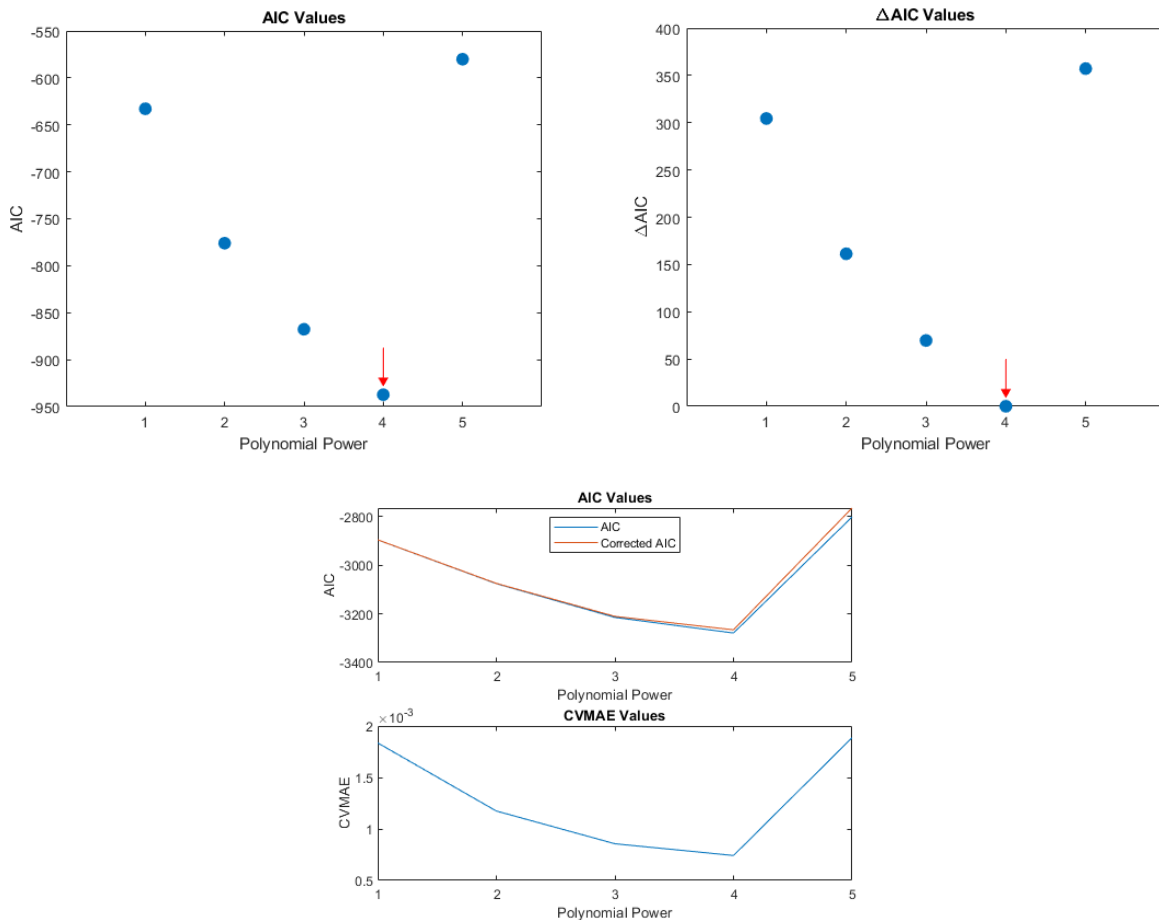 AIC Values
-550
-600
-650
-700
-750
-800
-850
-900
-950
AIC
1 2 3 4 5
Polynomial Power
ΔAIC Values
400
350
300
250
200
150
100
50
0
ΔAIC
1 2 3 4 5
Polynomial Power
AIC Values
-2800
-3000
-3200
-3400
AIC
AIC
Corrected AIC
1 2 3 4 5
Polynomial Power
×10⁻³
CVMAE Values
2
1.5
1
0.5
CVMAE
1 2 3 4 5
Polynomial Power